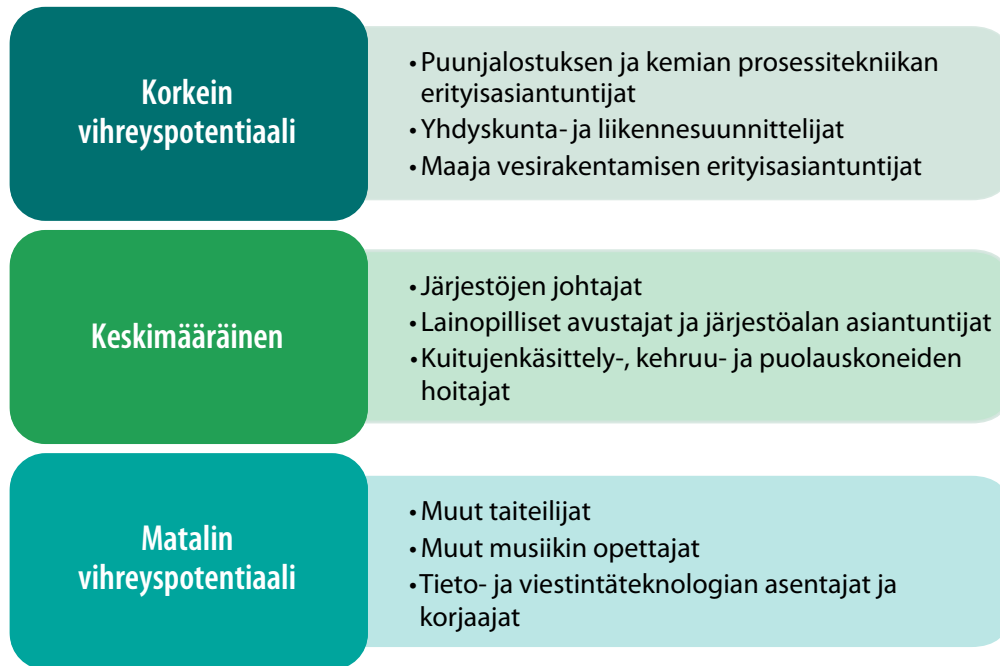 Korkein
vihreyspotentiaali
• Puunjalostuksen ja kemian prosessitekniikan
erityisasiantuntijat
• Yhdyskunta- ja liikennesuunnittelijat
• Maaja vesirakentamisen erityisasiantuntijat
Keskimääräinen
• Järjestöjen johtajat
• Lainopilliset avustajat ja järjestöalan asiantuntijat
• Kuitujenkäsittely-, kehruu- ja puolauskoneiden
hoitajat
Matalin
vihreyspotentiaali
• Muut taiteilijat
• Muut musiikin opettajat
• Tieto- ja viestintäteknologian asentajat ja
korjaajat